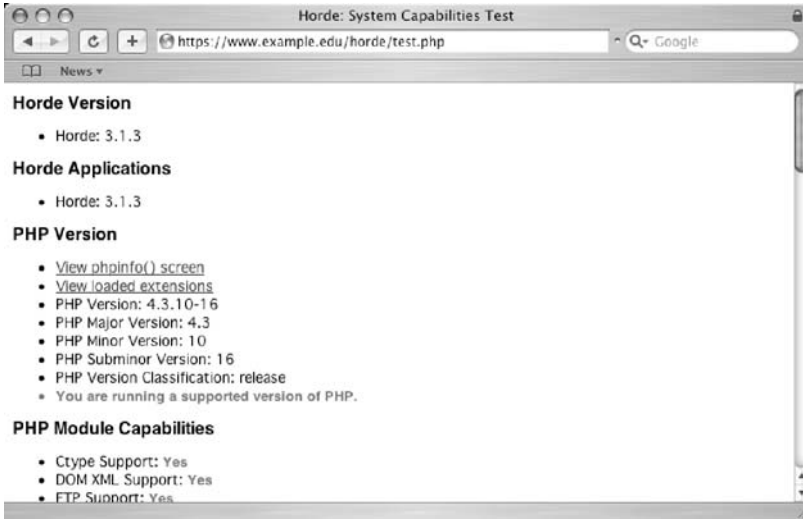 Horde: System Capabilities Test
https://www.example.edu/horde/test.php
Google
News
Horde Version
• Horde: 3.1.3
Horde Applications
• Horde: 3.1.3
PHP Version
• View phpinfo() screen
• View loaded extensions
• PHP Version: 4.3.10-16
• PHP Major Version: 4.3
• PHP Minor Version: 10
• PHP Subminor Version: 16
• PHP Version Classification: release
• You are running a supported version of PHP.
PHP Module Capabilities
• Ctype Support: Yes
• DOM XML Support: Yes
• FTP Support: Yes